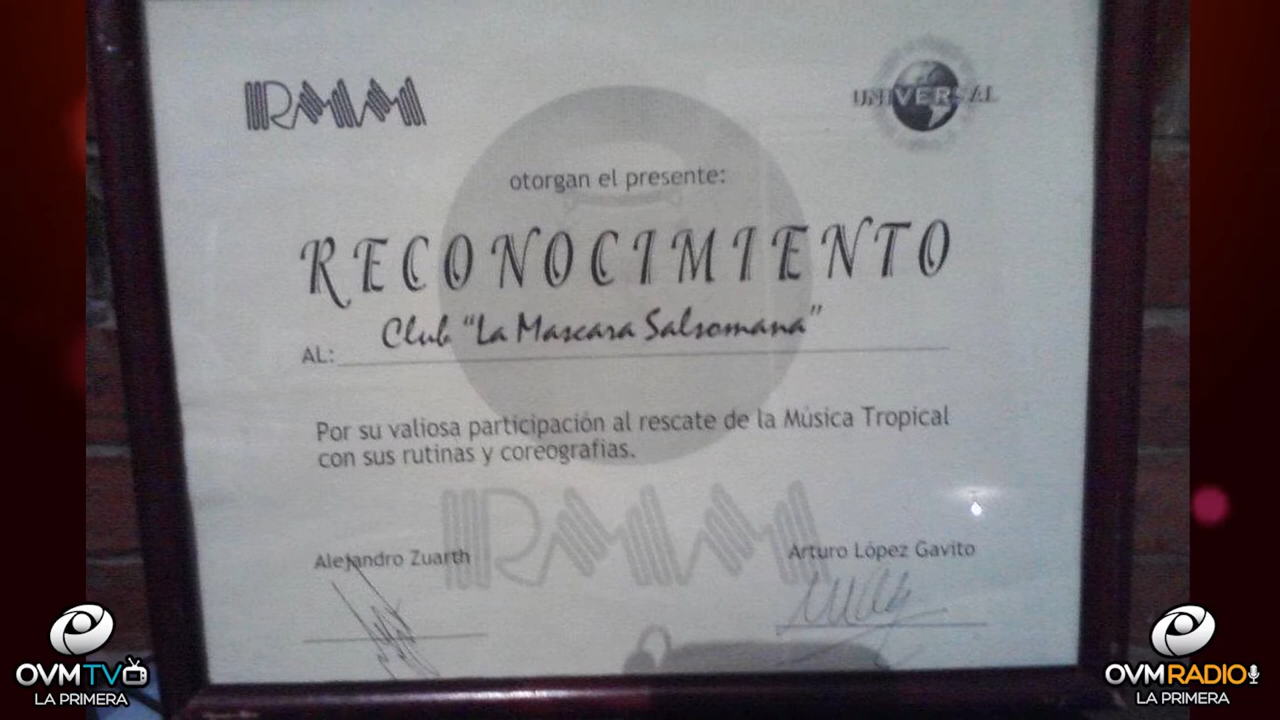 RMM
UNIVERSAL
otorgan el presente:
RECONOCIMIENTO
Club "La Mascara Salsomana"
AL:
Por su valiosa participación al rescate de la Música Tropical
con sus rutinas y coreografias.
RMM
Alejandro Zuarth
Arturo López Gavito
OVMTV
LA PRIMERA
OVMRADIO
LA PRIMERA